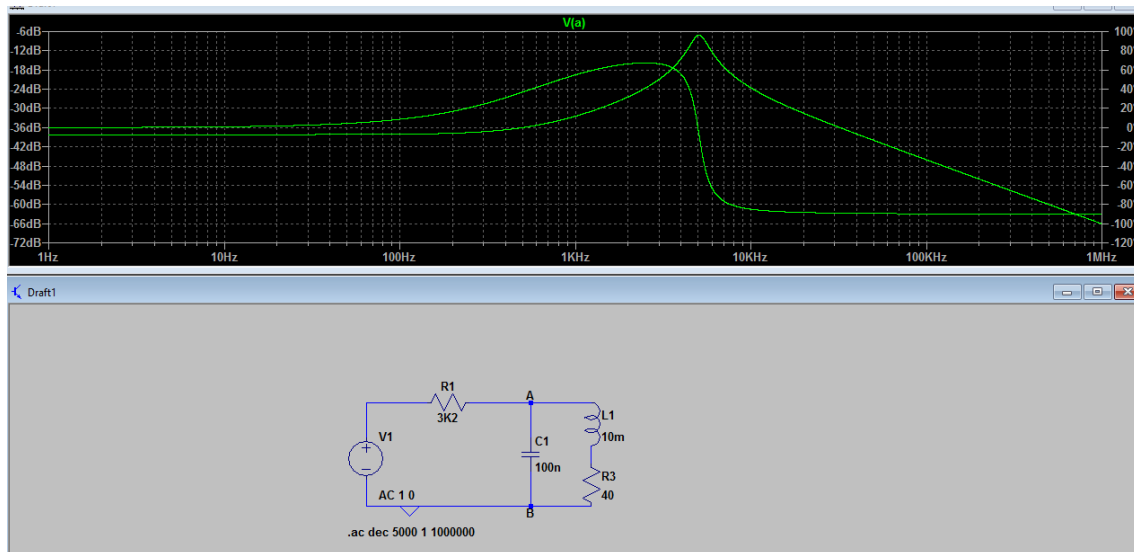 V(a)
-6dB
-12dB
-18dB
-24dB
-30dB
-36dB
-42dB
-48dB
-54dB
-60dB
-66dB
-72dB
100°
80°
60°
40°
20°
0°
-20°
-40°
-60°
-80°
-100°
-120°
1Hz 10Hz 100Hz 1KHz 10KHz 100KHz 1MHz
Draft1
R1
3K2
A
L1
10m
V1
C1
100n
R3
40
AC 1 0
B
.ac dec 5000 1 1000000